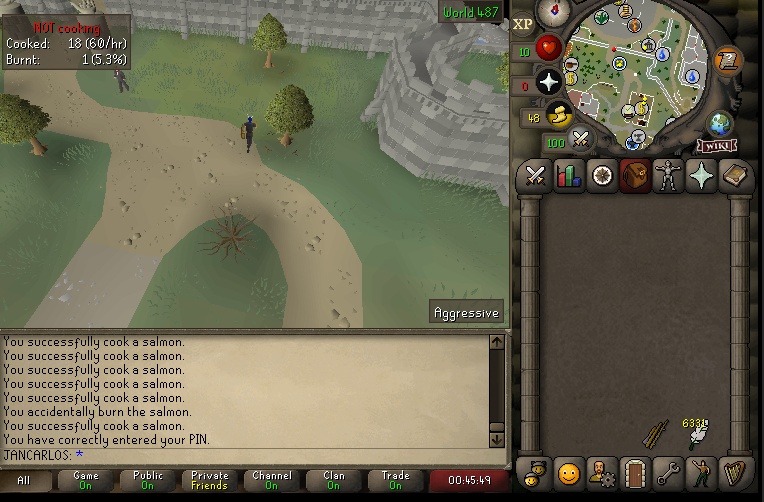 World 487
NOT cooking
Cooked: 18 (60/hr)
Burnt: 1 (5.3%)
XP
10
0
48
100
WIKI
Aggressive
You successfully cook a salmon.
You successfully cook a salmon.
You successfully cook a salmon.
You successfully cook a salmon.
You successfully cook a salmon.
You accidentally burn the salmon.
You successfully cook a salmon.
You have correctly entered your PIN.
JANCARLOS: *
6331
All
Game
On
Public
On
Private
Friends
Channel
On
Clan
On
Trade
On
00:45:49